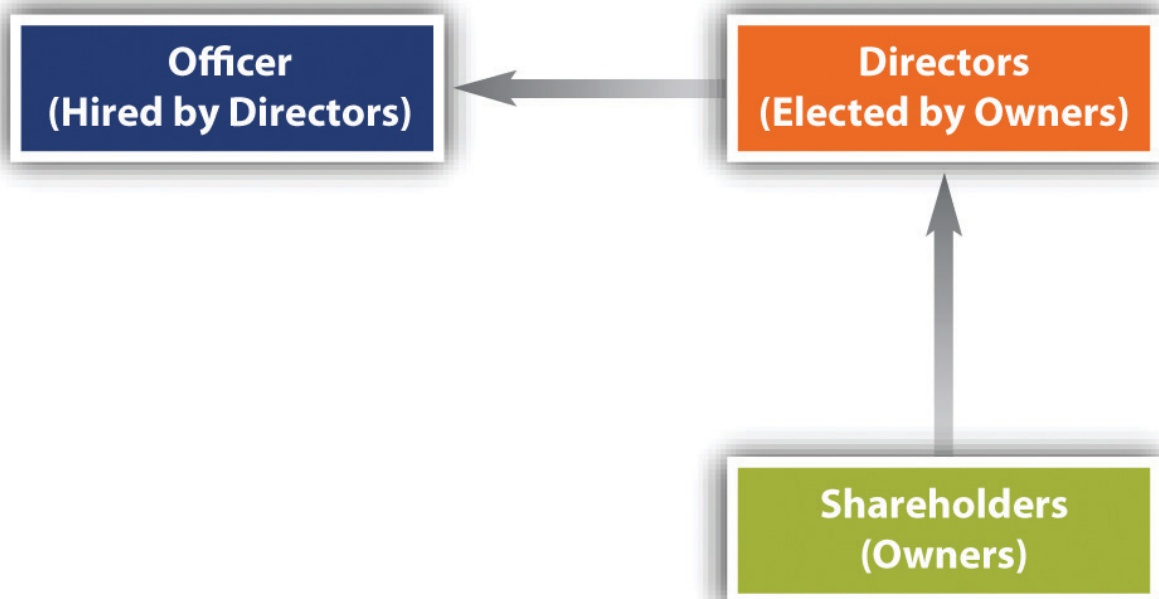 Officer
(Hired by Directors)
Directors
(Elected by Owners)
Shareholders
(Owners)